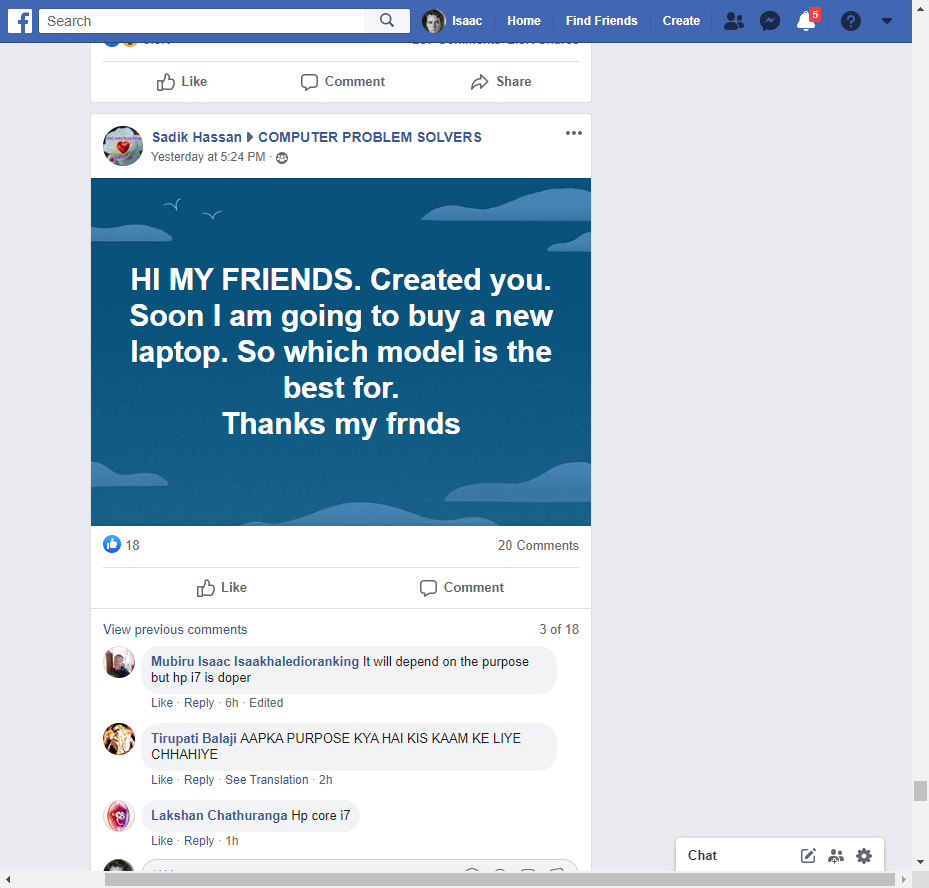 Search
Isaac
Home
Find Friends
Create
5
Like
Comment
Share
Sadik Hassan COMPUTER PROBLEM SOLVERS
Yesterday at 5:24 PM ·
HI MY FRIENDS. Created you.
Soon I am going to buy a new
laptop. So which model is the
best for.
Thanks my frnds
18
20 Comments
Like
Comment
View previous comments
3 of 18
Mubiru Isaac Isaakhaledioranking It will depend on the purpose
but hp i7 is doper
Like · Reply · 6h · Edited
Tirupati Balaji AAPKA PURPOSE KYA HAI KIS KAAM KE LIYE
CHHAHIYE
Like · Reply · See Translation · 2h
Lakshan Chathuranga Hp core i7
Like · Reply · 1h
Chat